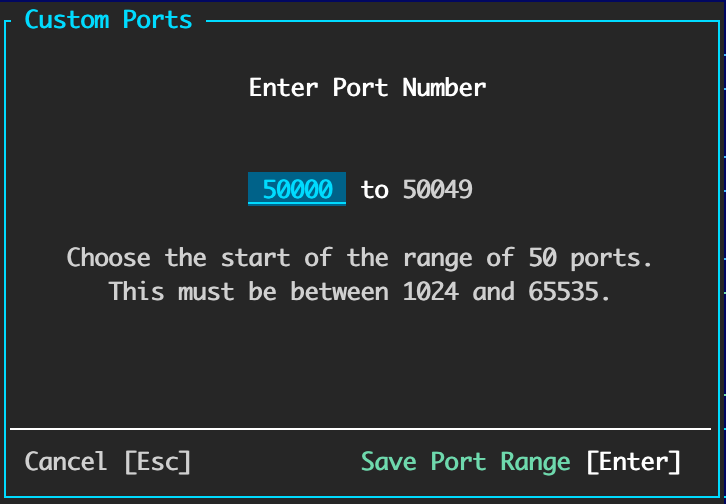 Custom Ports
Enter Port Number
50000 to 50049
Choose the start of the range of 50 ports.
This must be between 1024 and 65535.
Cancel [Esc] Save Port Range [Enter]